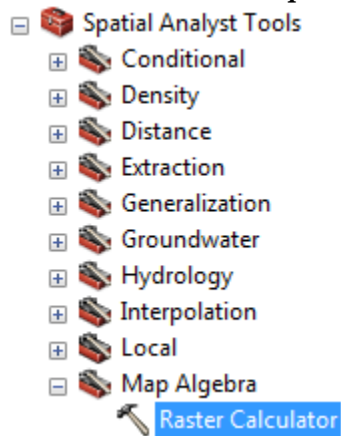 Spatial Analyst Tools
Conditional
Density
Distance
Extraction
Generalization
Groundwater
Hydrology
Interpolation
Local
Map Algebra
Raster Calculator